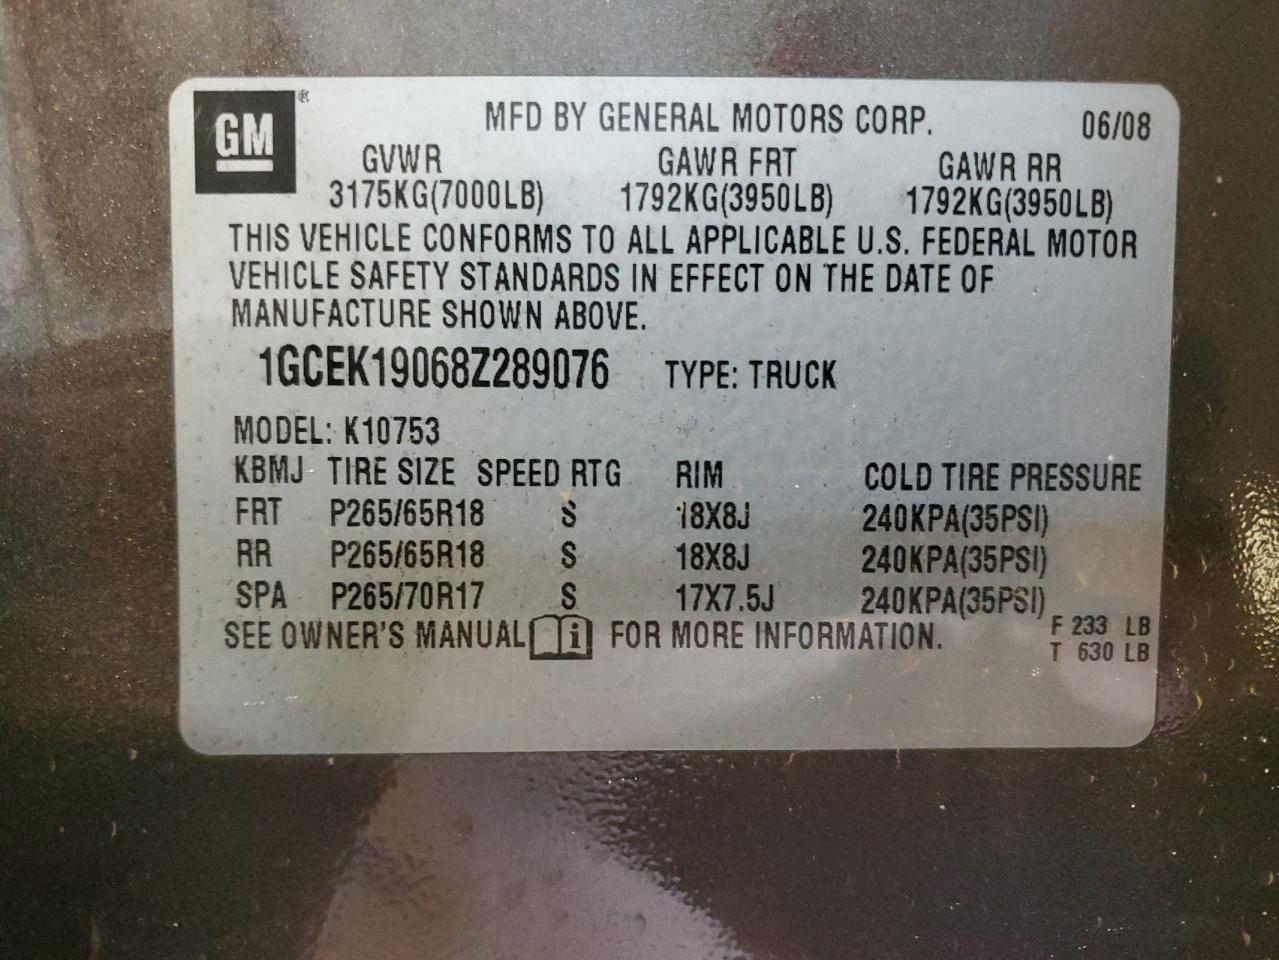 GM®
MFD BY GENERAL MOTORS CORP. 06/08
GVWR GAWR FRT GAWR RR
3175KG(7000LB) 1792KG(3950LB) 1792KG(3950LB)
THIS VEHICLE CONFORMS TO ALL APPLICABLE U.S. FEDERAL MOTOR
VEHICLE SAFETY STANDARDS IN EFFECT ON THE DATE OF
MANUFACTURE SHOWN ABOVE.
1GCEK19068Z289076 TYPE: TRUCK
MODEL: K10753
KBMJ TIRE SIZE SPEED RTG RIM COLD TIRE PRESSURE
FRT P265/65R18 S 18X8J 240KPA(35PSI)
RR P265/65R18 S 18X8J 240KPA(35PSI)
SPA P265/70R17 S 17X7.5J 240KPA(35PSI)
SEE OWNER'S MANUAL i FOR MORE INFORMATION.
F 233 LB
T 630 LB